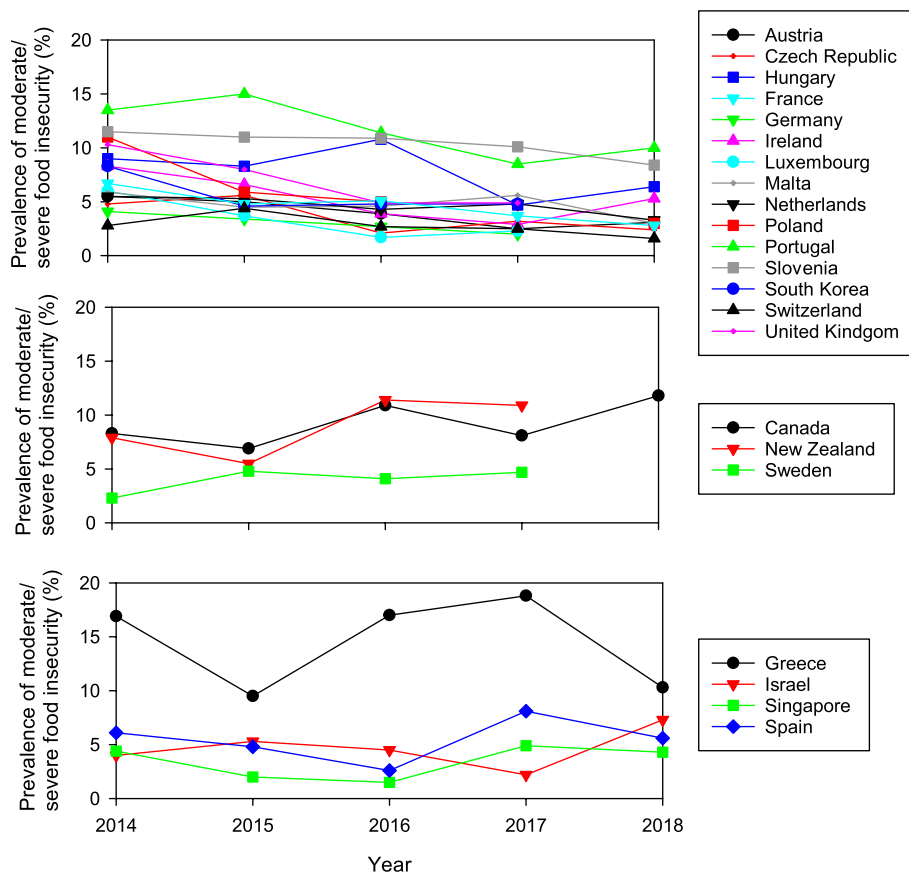 Prevalence of moderate/
severe food insecurity (%)
20
15
10
5
0
Austria
Czech Republic
Hungary
France
Germany
Ireland
Luxembourg
Malta
Netherlands
Poland
Portugal
Slovenia
South Korea
Switzerland
United Kindgom
Prevalence of moderate/
severe food insecurity (%)
20
15
10
5
0
Canada
New Zealand
Sweden
Prevalence of moderate/
severe food insecurity (%)
20
15
10
5
0
2014 2015 2016 2017 2018
Year
Greece
Israel
Singapore
Spain